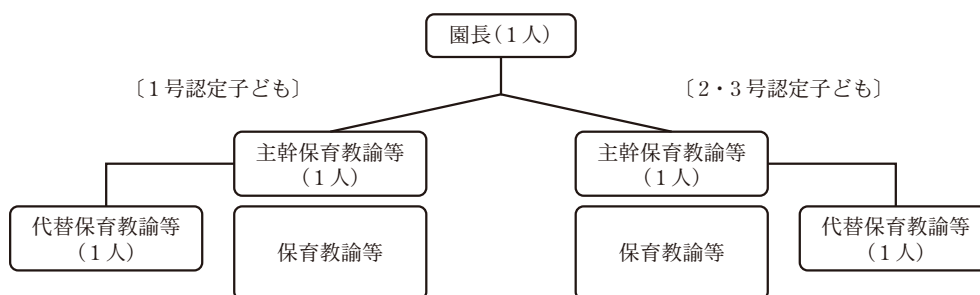 園長(1人)
〔1号認定子ども〕
〔2・3号認定子ども〕
主幹保育教諭等
(1人)
主幹保育教諭等
(1人)
代替保育教諭等
(1人)
保育教諭等
保育教諭等
代替保育教諭等
(1人)